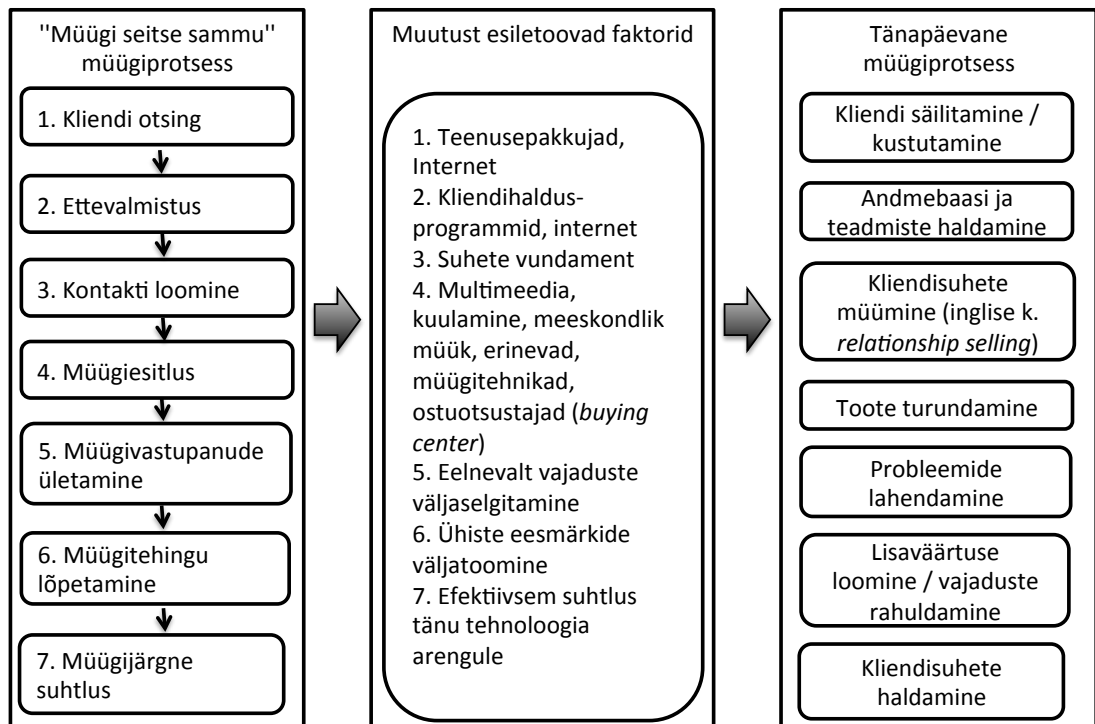 "Müügi seitse sammu"
müügiprotsess
1. Kliendi otsing
2. Ettevalmistus
3. Kontakti loomine
4. Müügiesitlus
5. Müügivastupanude
ületamine
6. Müügitehingu
lõpetamine
7. Müügijärgne
suhtlus
Muutust esiletoovad faktorid
1. Teenusepakkujad,
Internet
2. Kliendihaldus-
programmid, internet
3. Suhete vundament
4. Multimeedia,
kuulamine, meeskondlik
müük, erinevad,
müügitehnikad,
ostuotsustajad (buying
center)
5. Eelnevalt vajaduste
väljaselgitamine
6. Ühiste eesmärkide
väljatoomine
7. Efektiivsem suhtlus
tänu tehnoloogia
arengule
Tänapäevane
müügiprotsess
Kliendi säilitamine /
kustutamine
Andmebaasi ja
teadmiste haldamine
Kliendisuhete
müümine (inglise k.
relationship selling)
Toote turundamine
Probleemide
lahendamine
Lisaväärtuse
loomine / vajaduste
rahuldamine
Kliendisuhete
haldamine